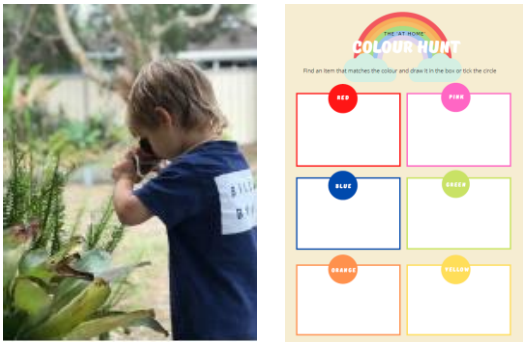 THE 'AT HOME'
COLOUR HUNT
Find an item that matches the colour and draw it in the box or tick the circle
RED
PINK
BLUE
GREEN
ORANGE
YELLOW